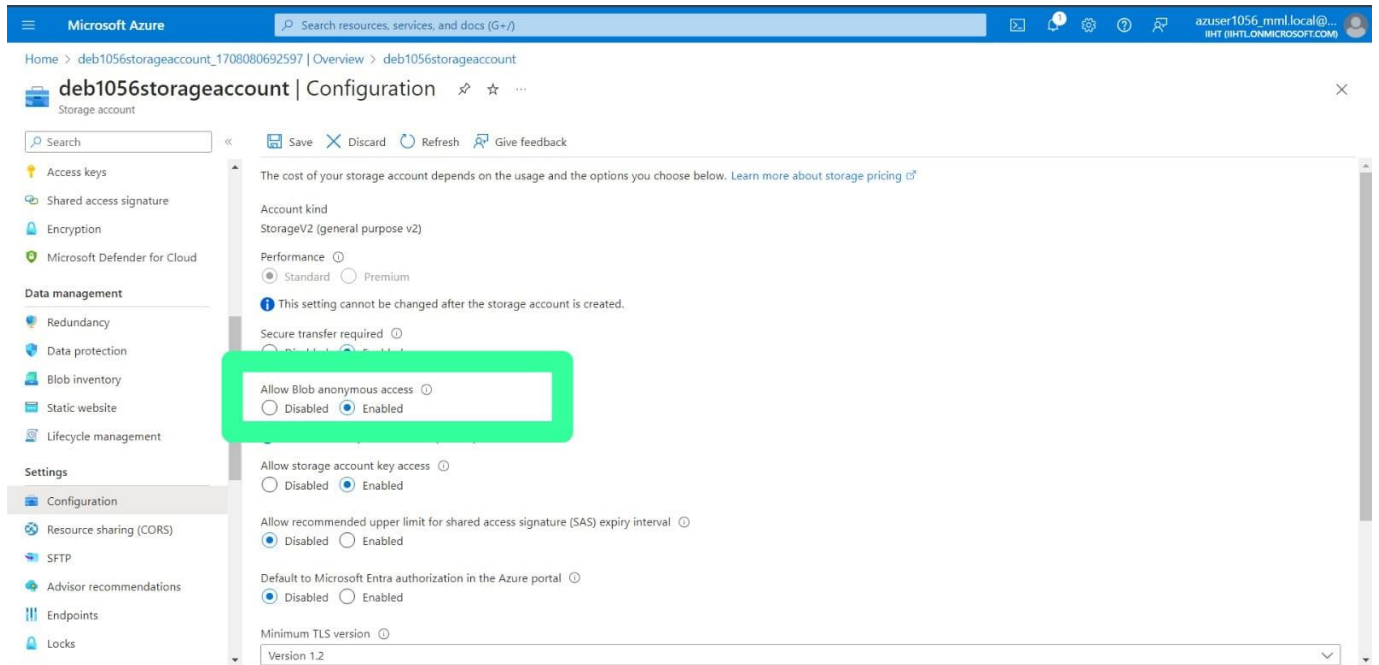 Microsoft Azure
Search resources, services, and docs (G+/)
1
azuser1056_mml.local@...
IIHT (IIHTL.ONMICROSOFT.COM)
Home > deb1056storageaccount_1708080692597 | Overview > deb1056storageaccount
deb1056storageaccount | Configuration
Storage account
Search
Access keys
Shared access signature
Encryption
Microsoft Defender for Cloud
Data management
Redundancy
Data protection
Blob inventory
Static website
Lifecycle management
Settings
Configuration
Resource sharing (CORS)
SFTP
Advisor recommendations
Endpoints
Locks
Save Discard Refresh Give feedback
The cost of your storage account depends on the usage and the options you choose below. Learn more about storage pricing
Account kind
StorageV2 (general purpose v2)
Performance
Standard Premium
This setting cannot be changed after the storage account is created.
Secure transfer required
Allow Blob anonymous access
Disabled Enabled
Allow storage account key access
Disabled Enabled
Allow recommended upper limit for shared access signature (SAS) expiry interval
Disabled Enabled
Default to Microsoft Entra authorization in the Azure portal
Disabled Enabled
Minimum TLS version
Version 1.2